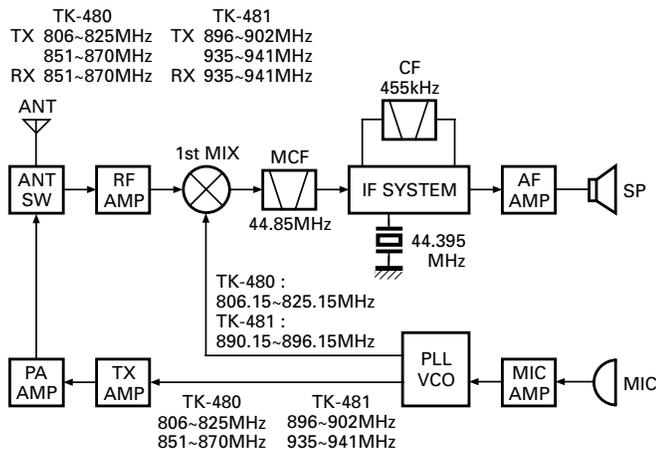 TK-480 TK-481
TX 806~825MHz TX 896~902MHz
851~870MHz 935~941MHz
RX 851~870MHz RX 935~941MHz
CF
455kHz
ANT
1st MIX
MCF
ANT
SW
RF
AMP
IF SYSTEM
AF
AMP
SP
44.85MHz
44.395
MHz
TK-480 :
806.15~825.15MHz
TK-481 :
890.15~896.15MHz
PA
AMP
TX
AMP
PLL
VCO
MIC
AMP
MIC
TK-480 TK-481
806~825MHz 896~902MHz
851~870MHz 935~941MHz